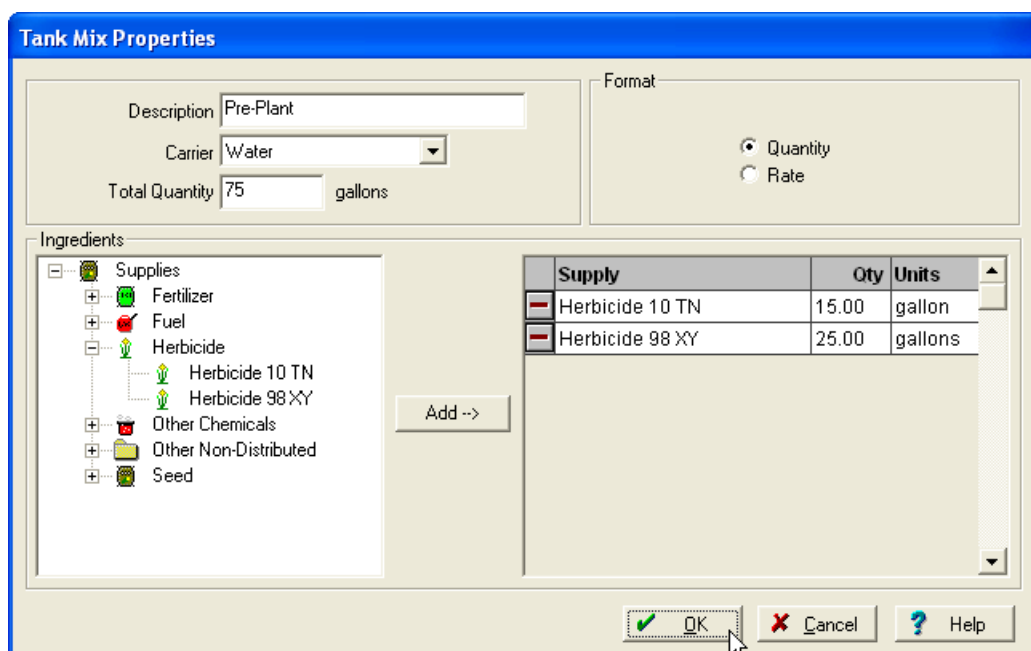 Tank Mix Properties
Description Pre-Plant
Carrier Water
Total Quantity 75 gallons
Format
Quantity
Rate
Ingredients
Supplies
Fertilizer
Fuel
Herbicide
Herbicide 10 TN
Herbicide 98 XY
Other Chemicals
Other Non-Distributed
Seed
Add -->
Supply Qty Units
Herbicide 10 TN 15.00 gallon
Herbicide 98 XY 25.00 gallons
OK Cancel Help